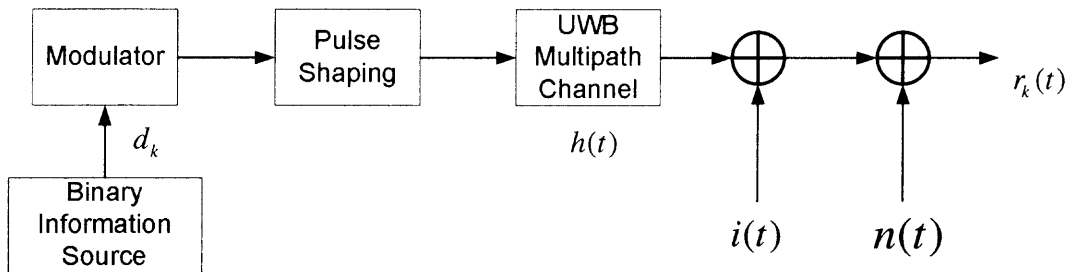 Modulator
Pulse
Shaping
UWB
Multipath
Channel
r_k(t)
d_k
h(t)
Binary
Information
Source
i(t)
n(t)